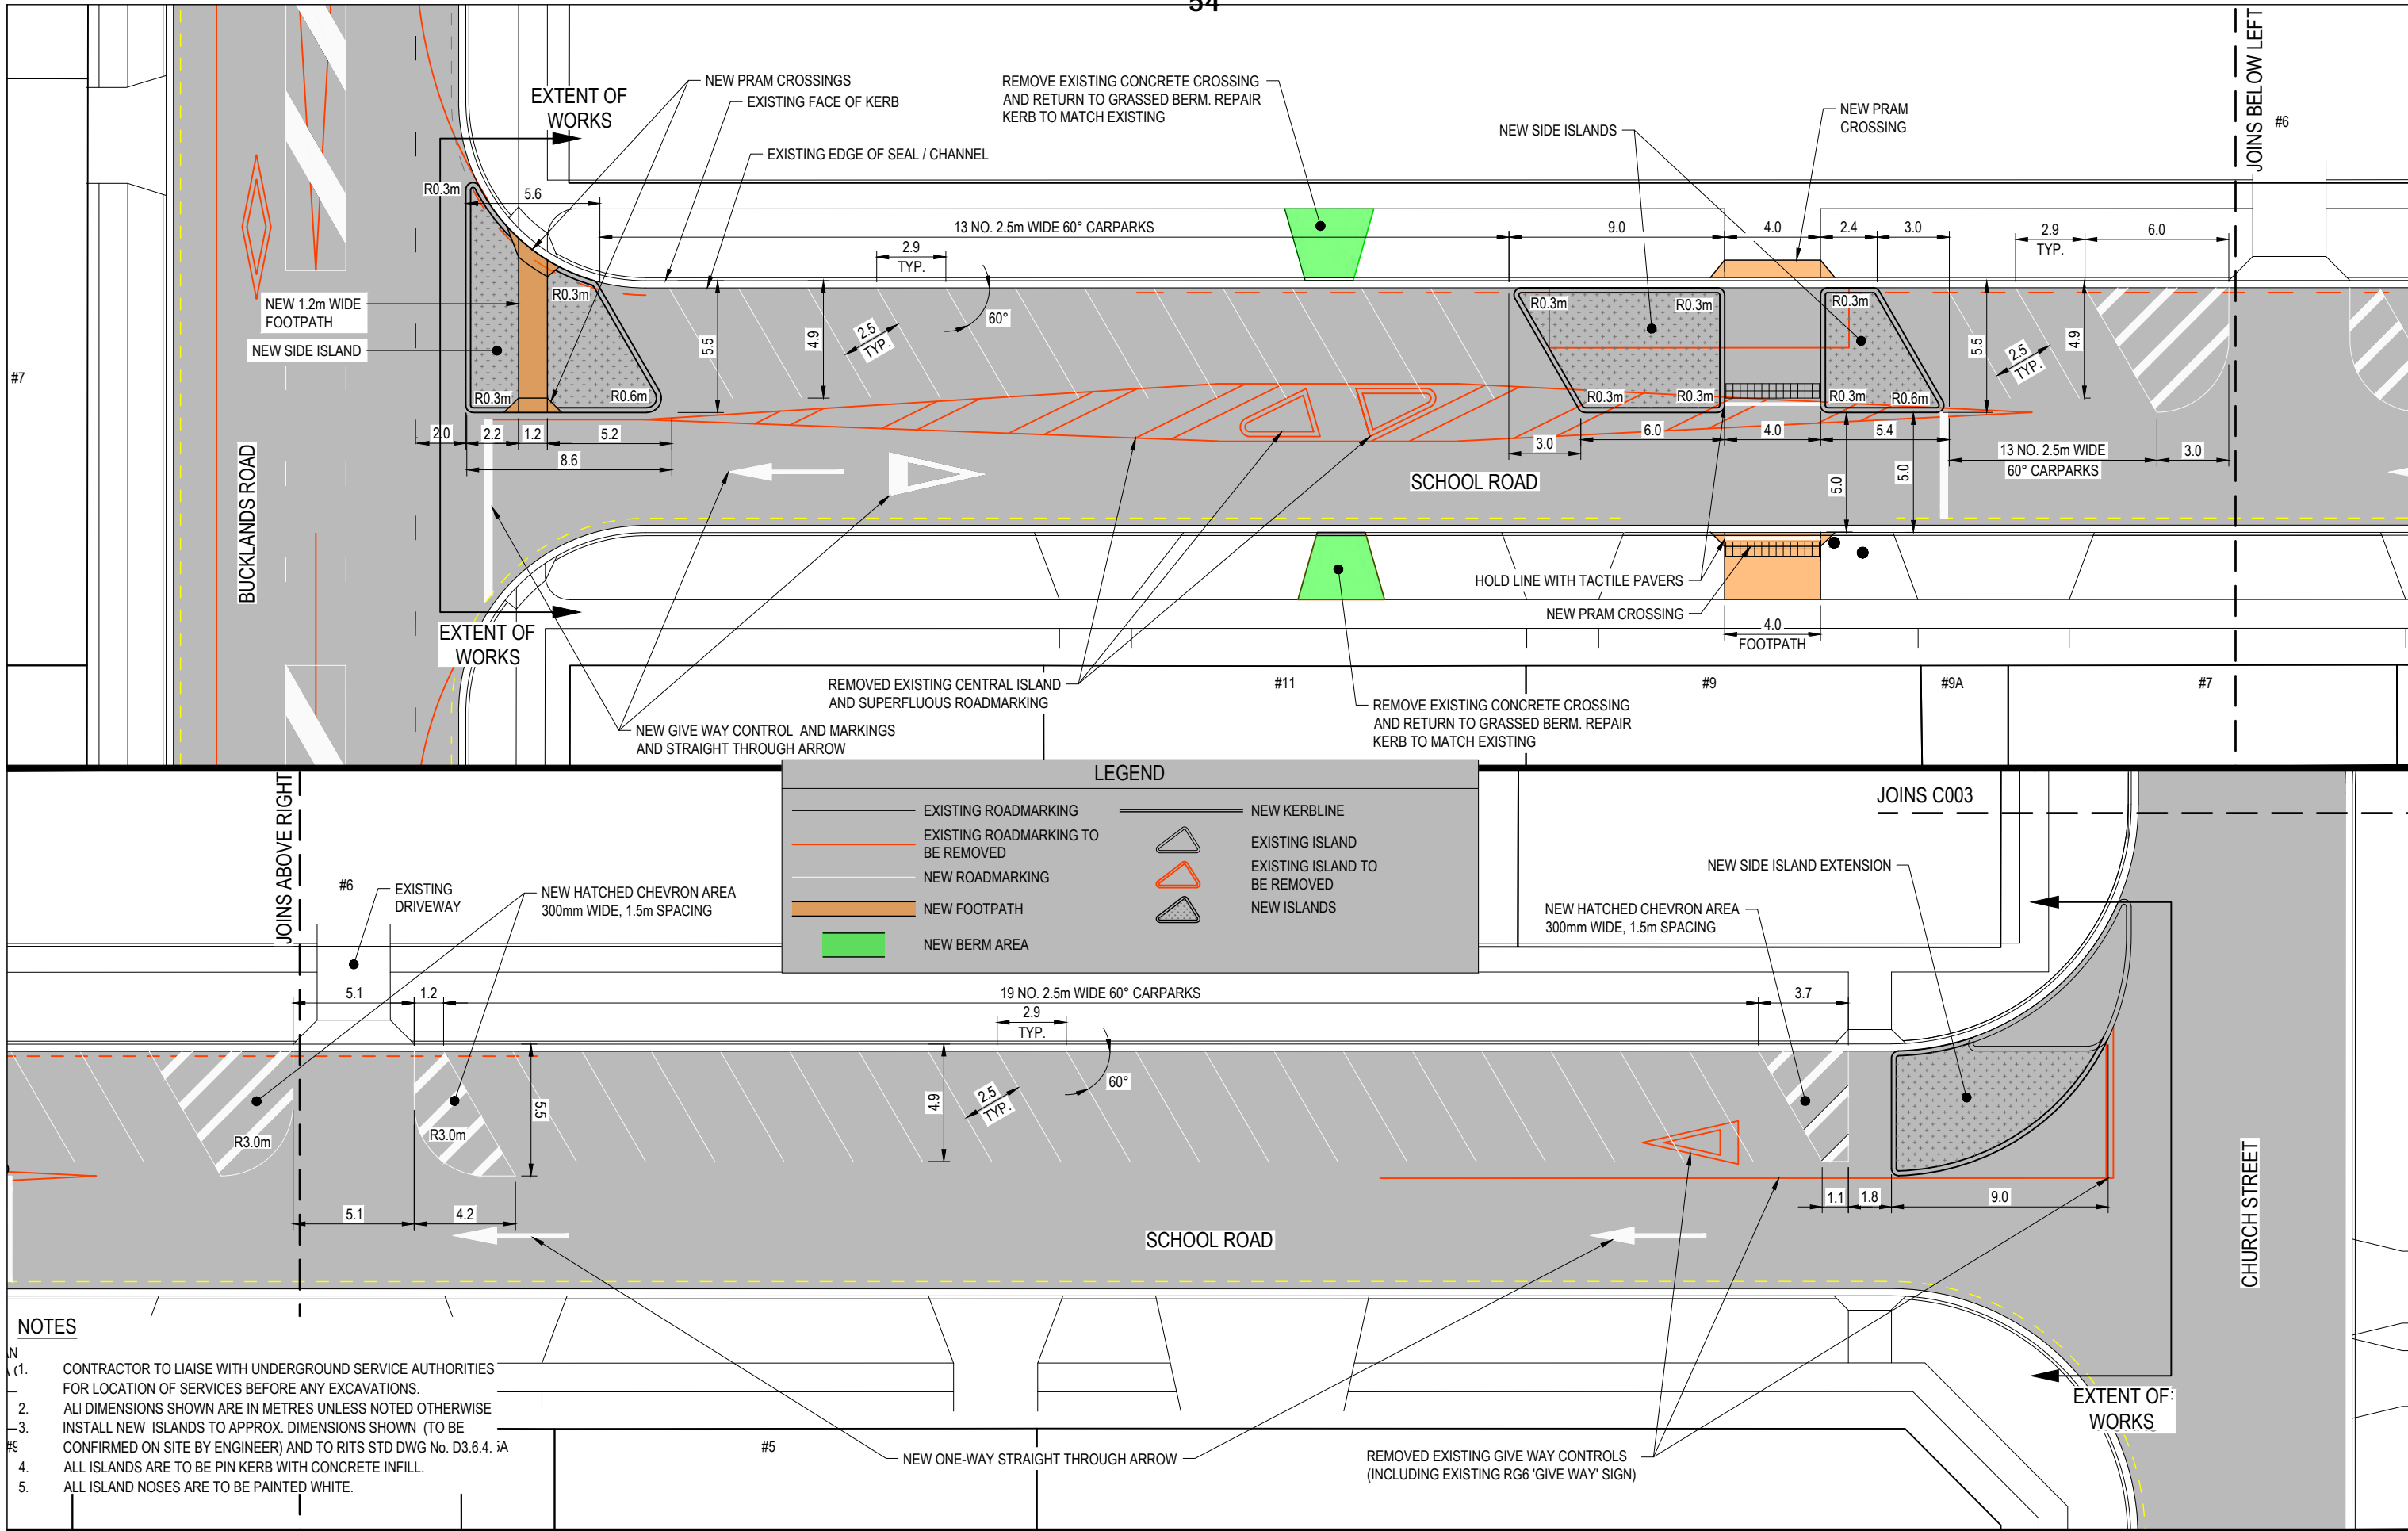 54
EXTENT OF
WORKS
NEW PRAM CROSSINGS
EXISTING FACE OF KERB
EXISTING EDGE OF SEAL / CHANNEL
REMOVE EXISTING CONCRETE CROSSING
AND RETURN TO GRASSED BERM. REPAIR
KERB TO MATCH EXISTING
NEW SIDE ISLANDS
NEW PRAM
CROSSING
JOINS BELOW LEFT
#6
R0.3m
5.6
13 NO. 2.5m WIDE 60° CARPARKS
2.9
TYP.
9.0
4.0
2.4
3.0
2.9
TYP.
6.0
NEW 1.2m WIDE
FOOTPATH
NEW SIDE ISLAND
R0.3m
R0.3m
R0.6m
5.5
4.9
2.5
TYP.
60°
R0.3m
R0.3m
R0.3m
R0.3m
R0.3m
R0.3m
R0.6m
5.5
4.9
2.5
TYP.
#7
2.0
2.2
1.2
5.2
8.6
3.0
6.0
4.0
5.4
5.0
5.0
13 NO. 2.5m WIDE
60° CARPARKS
3.0
BUCKLANDS ROAD
SCHOOL ROAD
HOLD LINE WITH TACTILE PAVERS
NEW PRAM CROSSING
4.0
FOOTPATH
EXTENT OF
WORKS
REMOVED EXISTING CENTRAL ISLAND
AND SUPERFLUOUS ROADMARKING
NEW GIVE WAY CONTROL AND MARKINGS
AND STRAIGHT THROUGH ARROW
#11
REMOVE EXISTING CONCRETE CROSSING
AND RETURN TO GRASSED BERM. REPAIR
KERB TO MATCH EXISTING
#9
#9A
#7
LEGEND
EXISTING ROADMARKING
EXISTING ROADMARKING TO
BE REMOVED
NEW ROADMARKING
NEW FOOTPATH
NEW BERM AREA
NEW KERBLINE
EXISTING ISLAND
EXISTING ISLAND TO
BE REMOVED
NEW ISLANDS
JOINS C003
JOINS ABOVE RIGHT
#6
EXISTING
DRIVEWAY
NEW HATCHED CHEVRON AREA
300mm WIDE, 1.5m SPACING
NEW SIDE ISLAND EXTENSION
NEW HATCHED CHEVRON AREA
300mm WIDE, 1.5m SPACING
5.1
1.2
19 NO. 2.5m WIDE 60° CARPARKS
2.9
TYP.
3.7
R3.0m
R3.0m
5.5
4.9
2.5
TYP.
60°
5.1
4.2
1.1
1.8
9.0
SCHOOL ROAD
CHURCH STREET
EXTENT OF
WORKS
NOTES
1. CONTRACTOR TO LIAISE WITH UNDERGROUND SERVICE AUTHORITIES
FOR LOCATION OF SERVICES BEFORE ANY EXCAVATIONS.
2. ALl DIMENSIONS SHOWN ARE IN METRES UNLESS NOTED OTHERWISE
3. INSTALL NEW ISLANDS TO APPROX. DIMENSIONS SHOWN (TO BE
CONFIRMED ON SITE BY ENGINEER) AND TO RITS STD DWG No. D3.6.4.
4. ALL ISLANDS ARE TO BE PIN KERB WITH CONCRETE INFILL.
5. ALL ISLAND NOSES ARE TO BE PAINTED WHITE.
#5
NEW ONE-WAY STRAIGHT THROUGH ARROW
REMOVED EXISTING GIVE WAY CONTROLS
(INCLUDING EXISTING RG6 'GIVE WAY' SIGN)